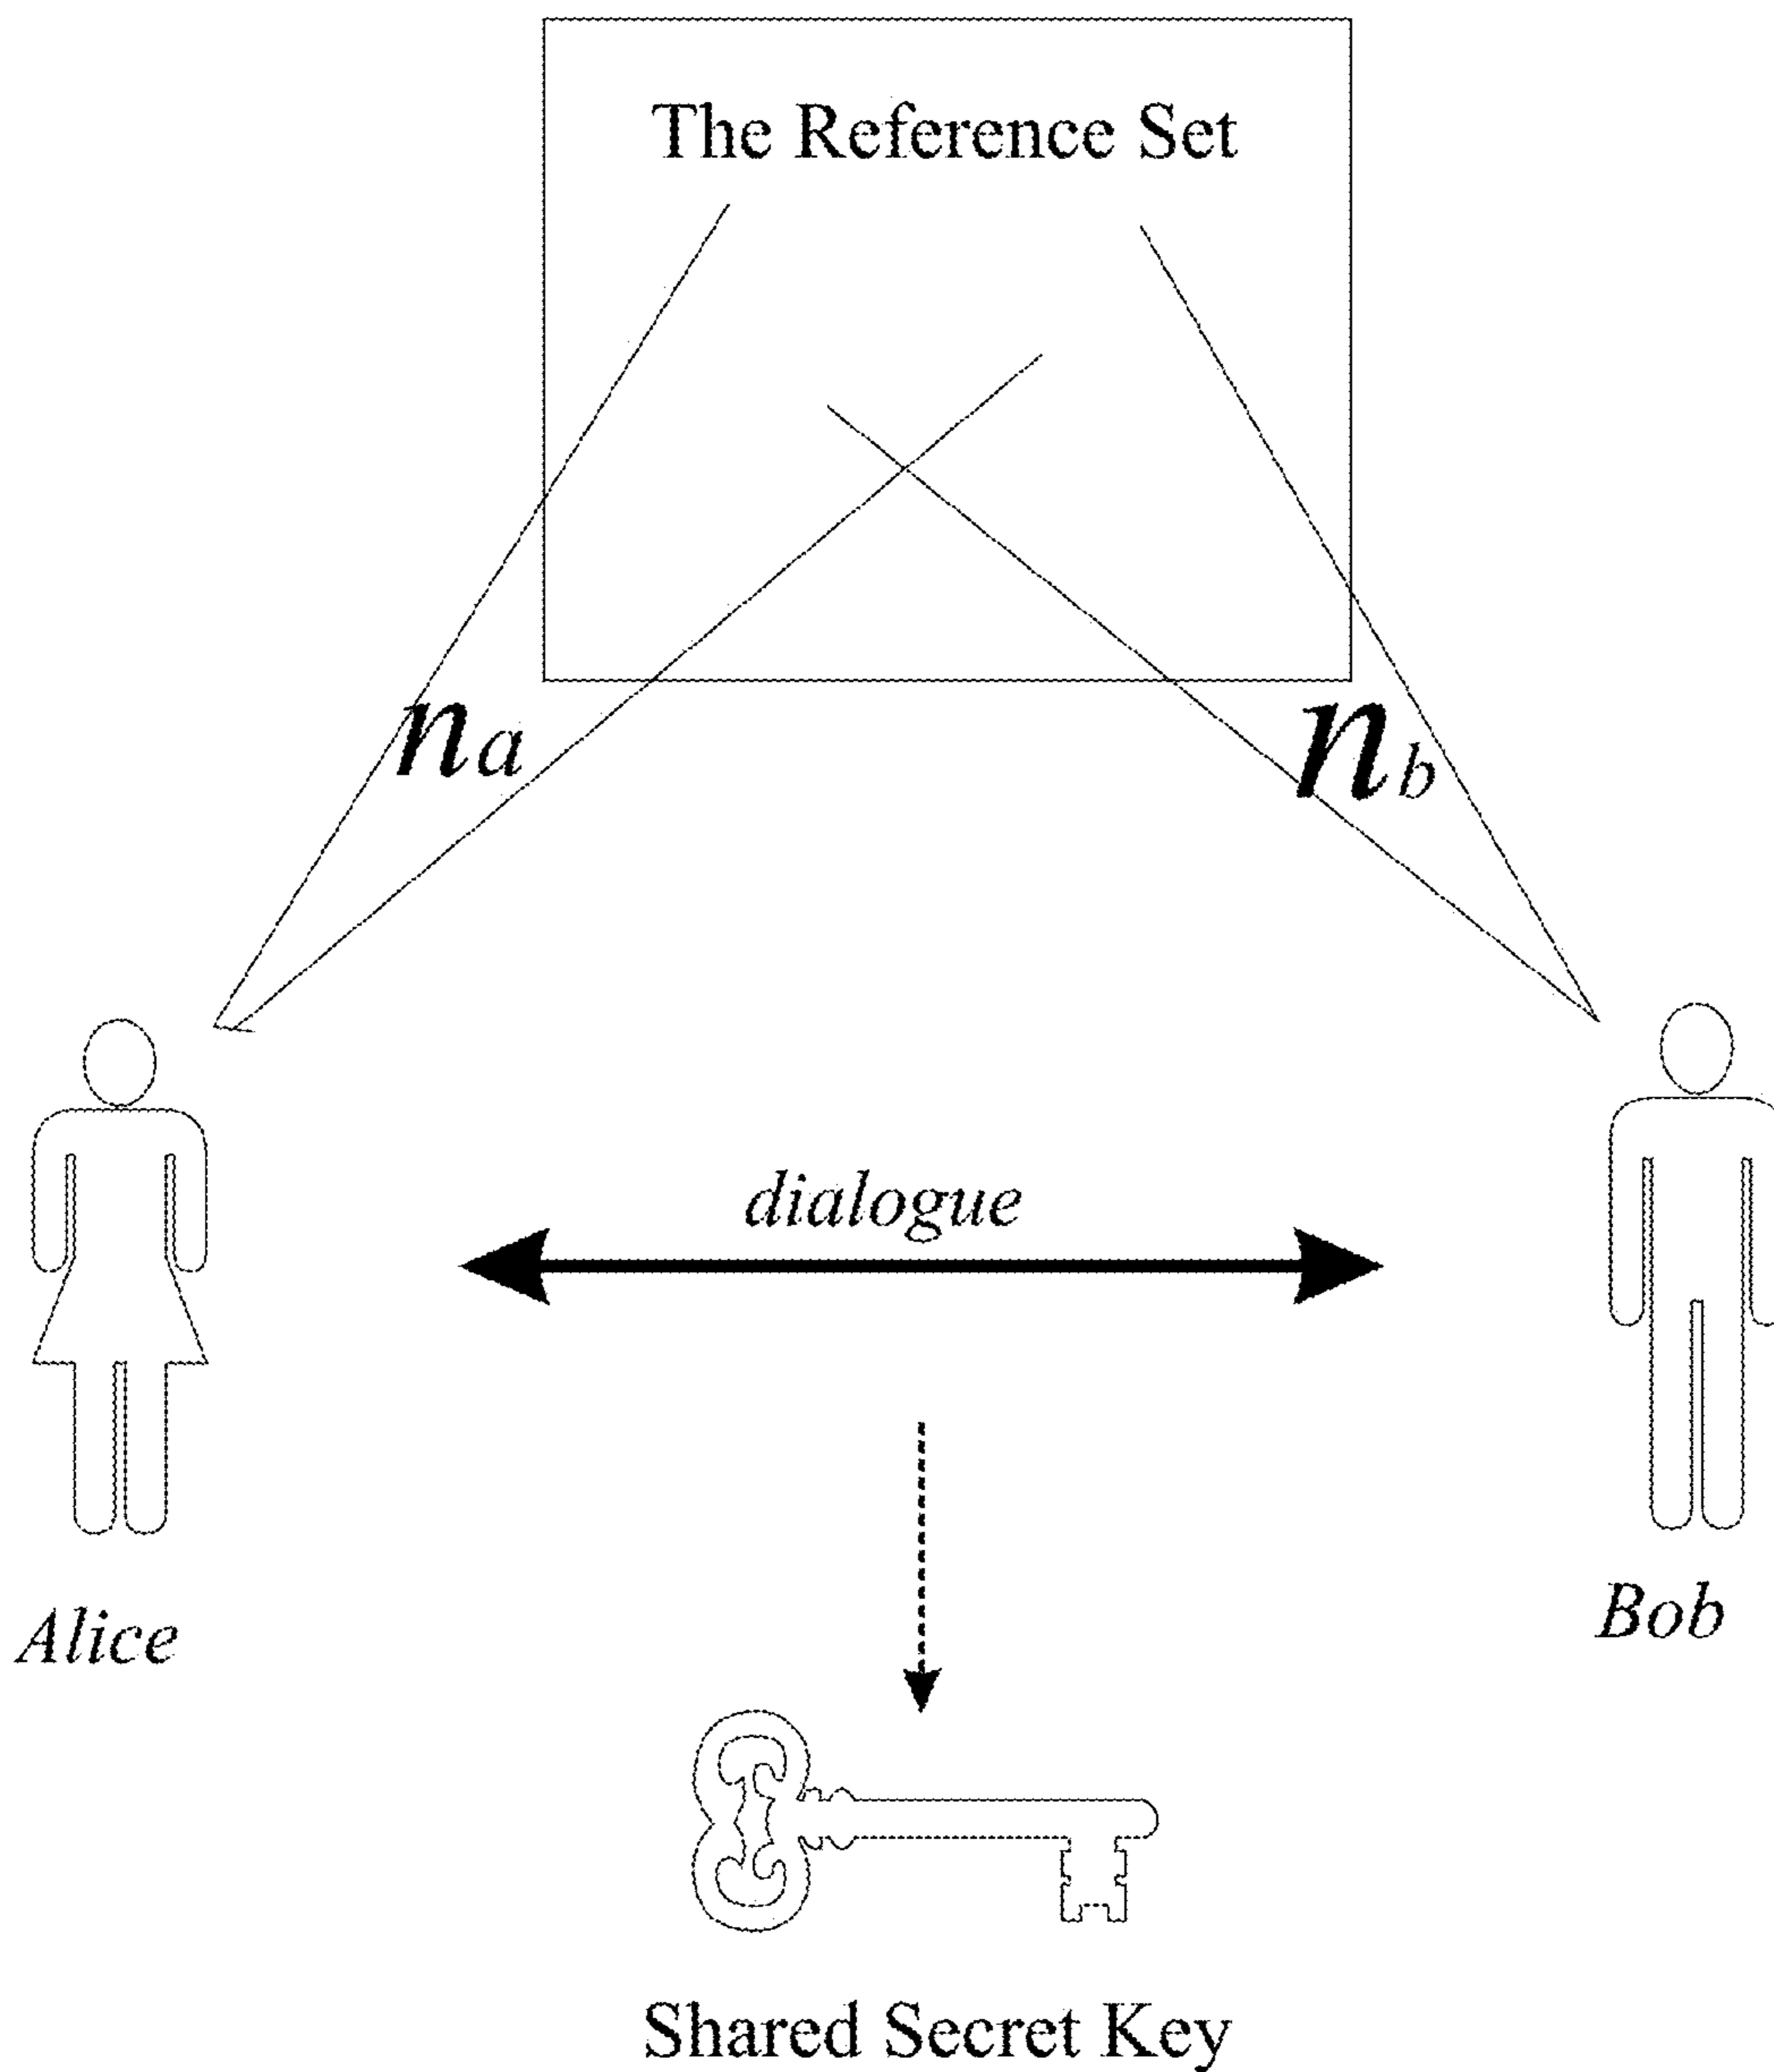 The Reference Set
na
nb
dialogue
Alice
Bob
Shared Secret Key